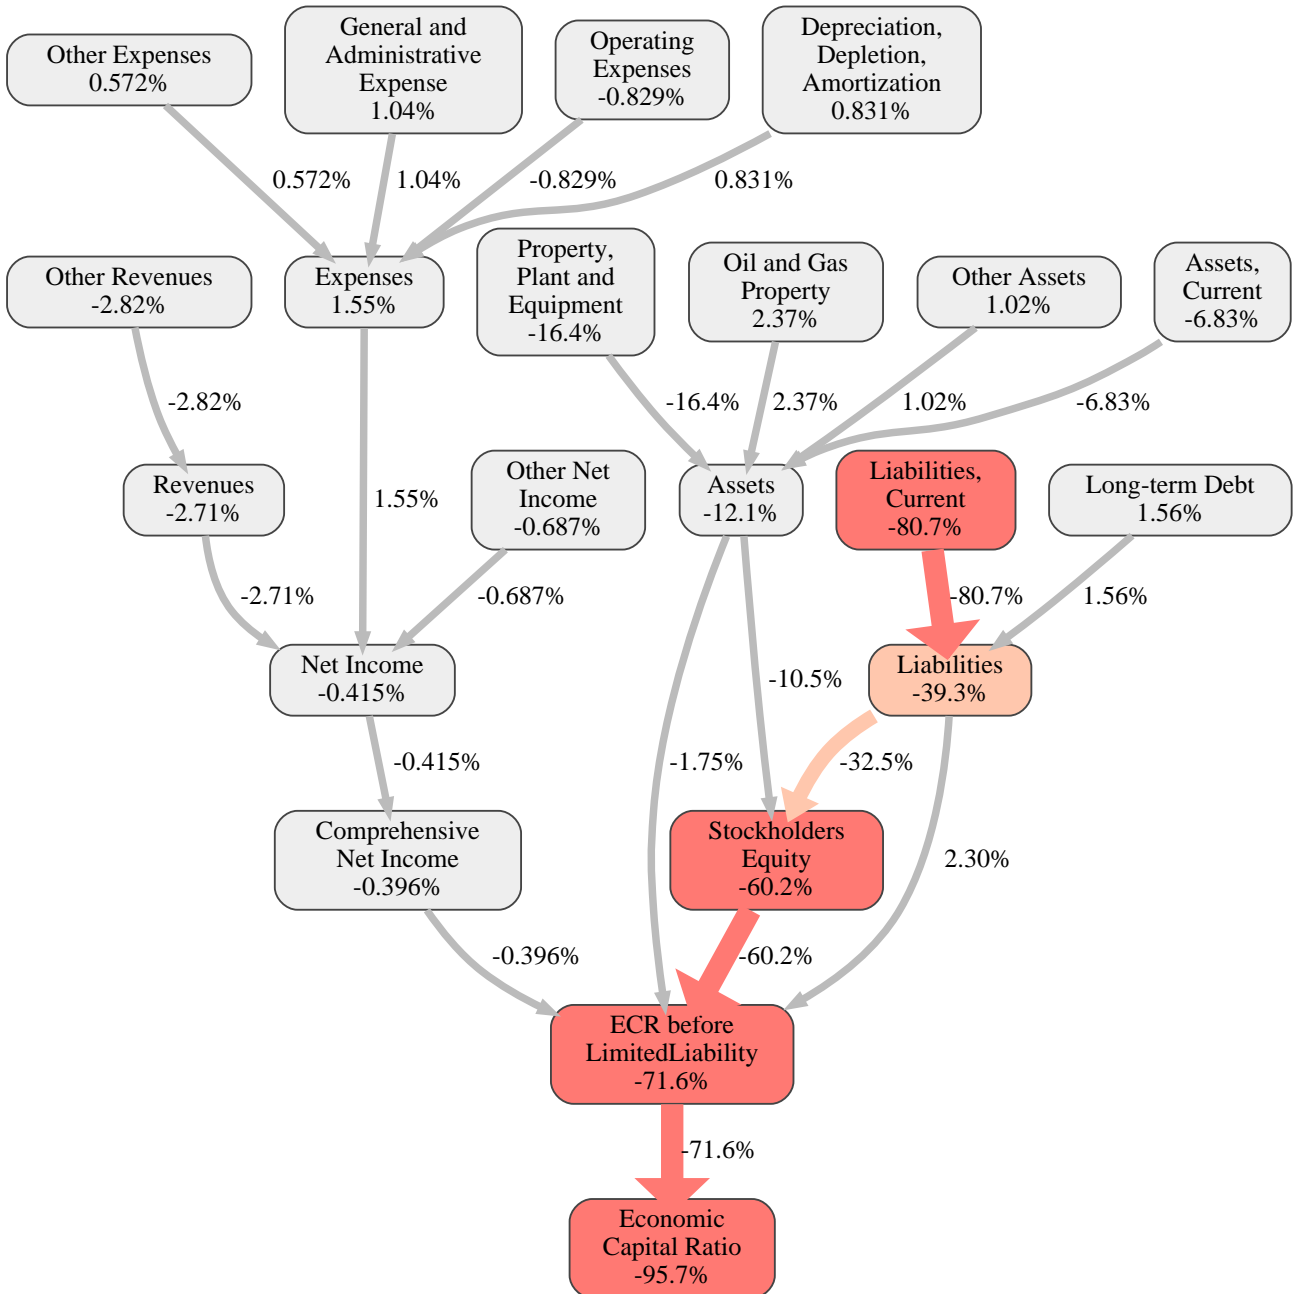 Other Expenses
0.572%
General and
Administrative
Expense
1.04%
Operating
Expenses
-0.829%
Depreciation,
Depletion,
Amortization
0.831%
0.572%
1.04%
-0.829%
0.831%
Other Revenues
-2.82%
Expenses
1.55%
Property,
Plant and
Equipment
-16.4%
Oil and Gas
Property
2.37%
Other Assets
1.02%
Assets,
Current
-6.83%
-2.82%
-16.4%
2.37%
1.02%
-6.83%
Revenues
-2.71%
1.55%
Other Net
Income
-0.687%
Assets
-12.1%
Liabilities,
Current
-80.7%
Long-term Debt
1.56%
-2.71%
-0.687%
-80.7%
1.56%
Net Income
-0.415%
-10.5%
Liabilities
-39.3%
-0.415%
-1.75%
-32.5%
Comprehensive
Net Income
-0.396%
Stockholders
Equity
-60.2%
2.30%
-0.396%
-60.2%
ECR before
LimitedLiability
-71.6%
-71.6%
Economic
Capital Ratio
-95.7%